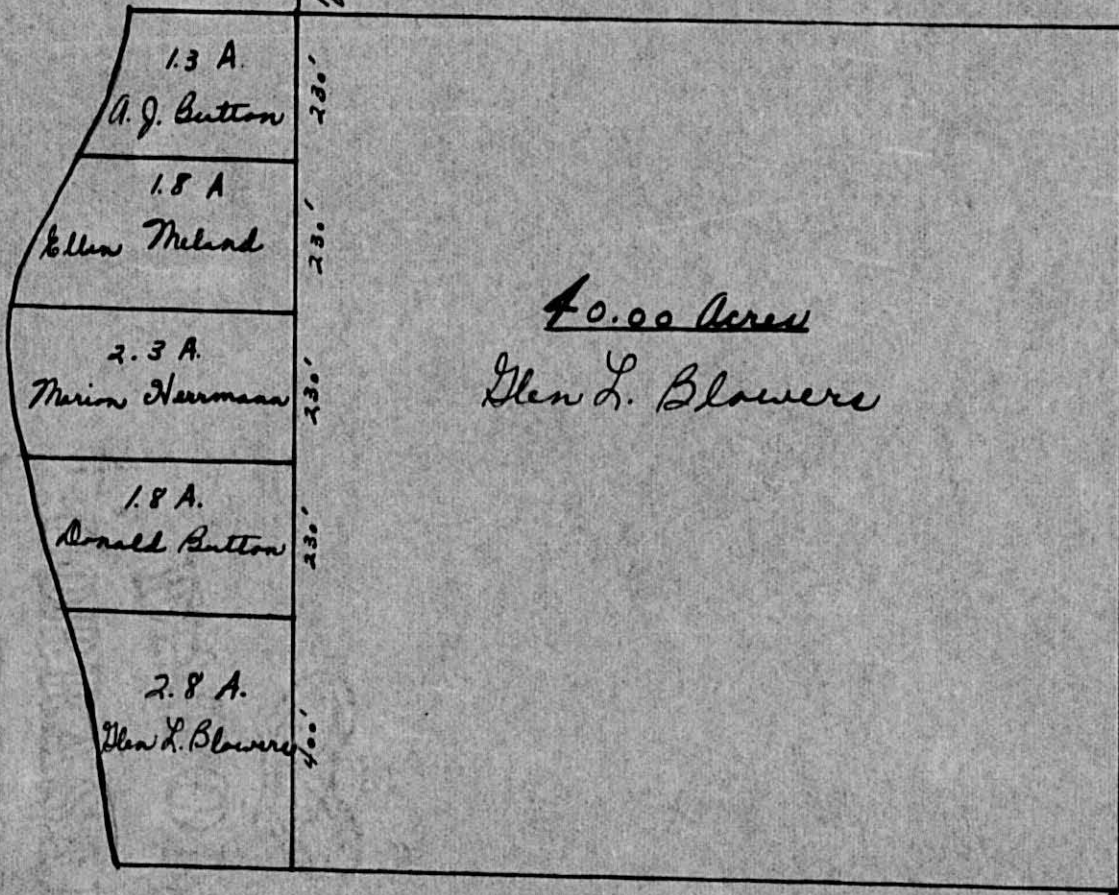 1.3 A.
A. J. Button
230'
1.8 A
Ellen Meland
230'
2.3 A.
Marion Herrmann
230'
1.8 A.
Donald Button
230'
2.8 A.
Glen L. Blowers
400'
40.00 Acres
Glen L. Blowers